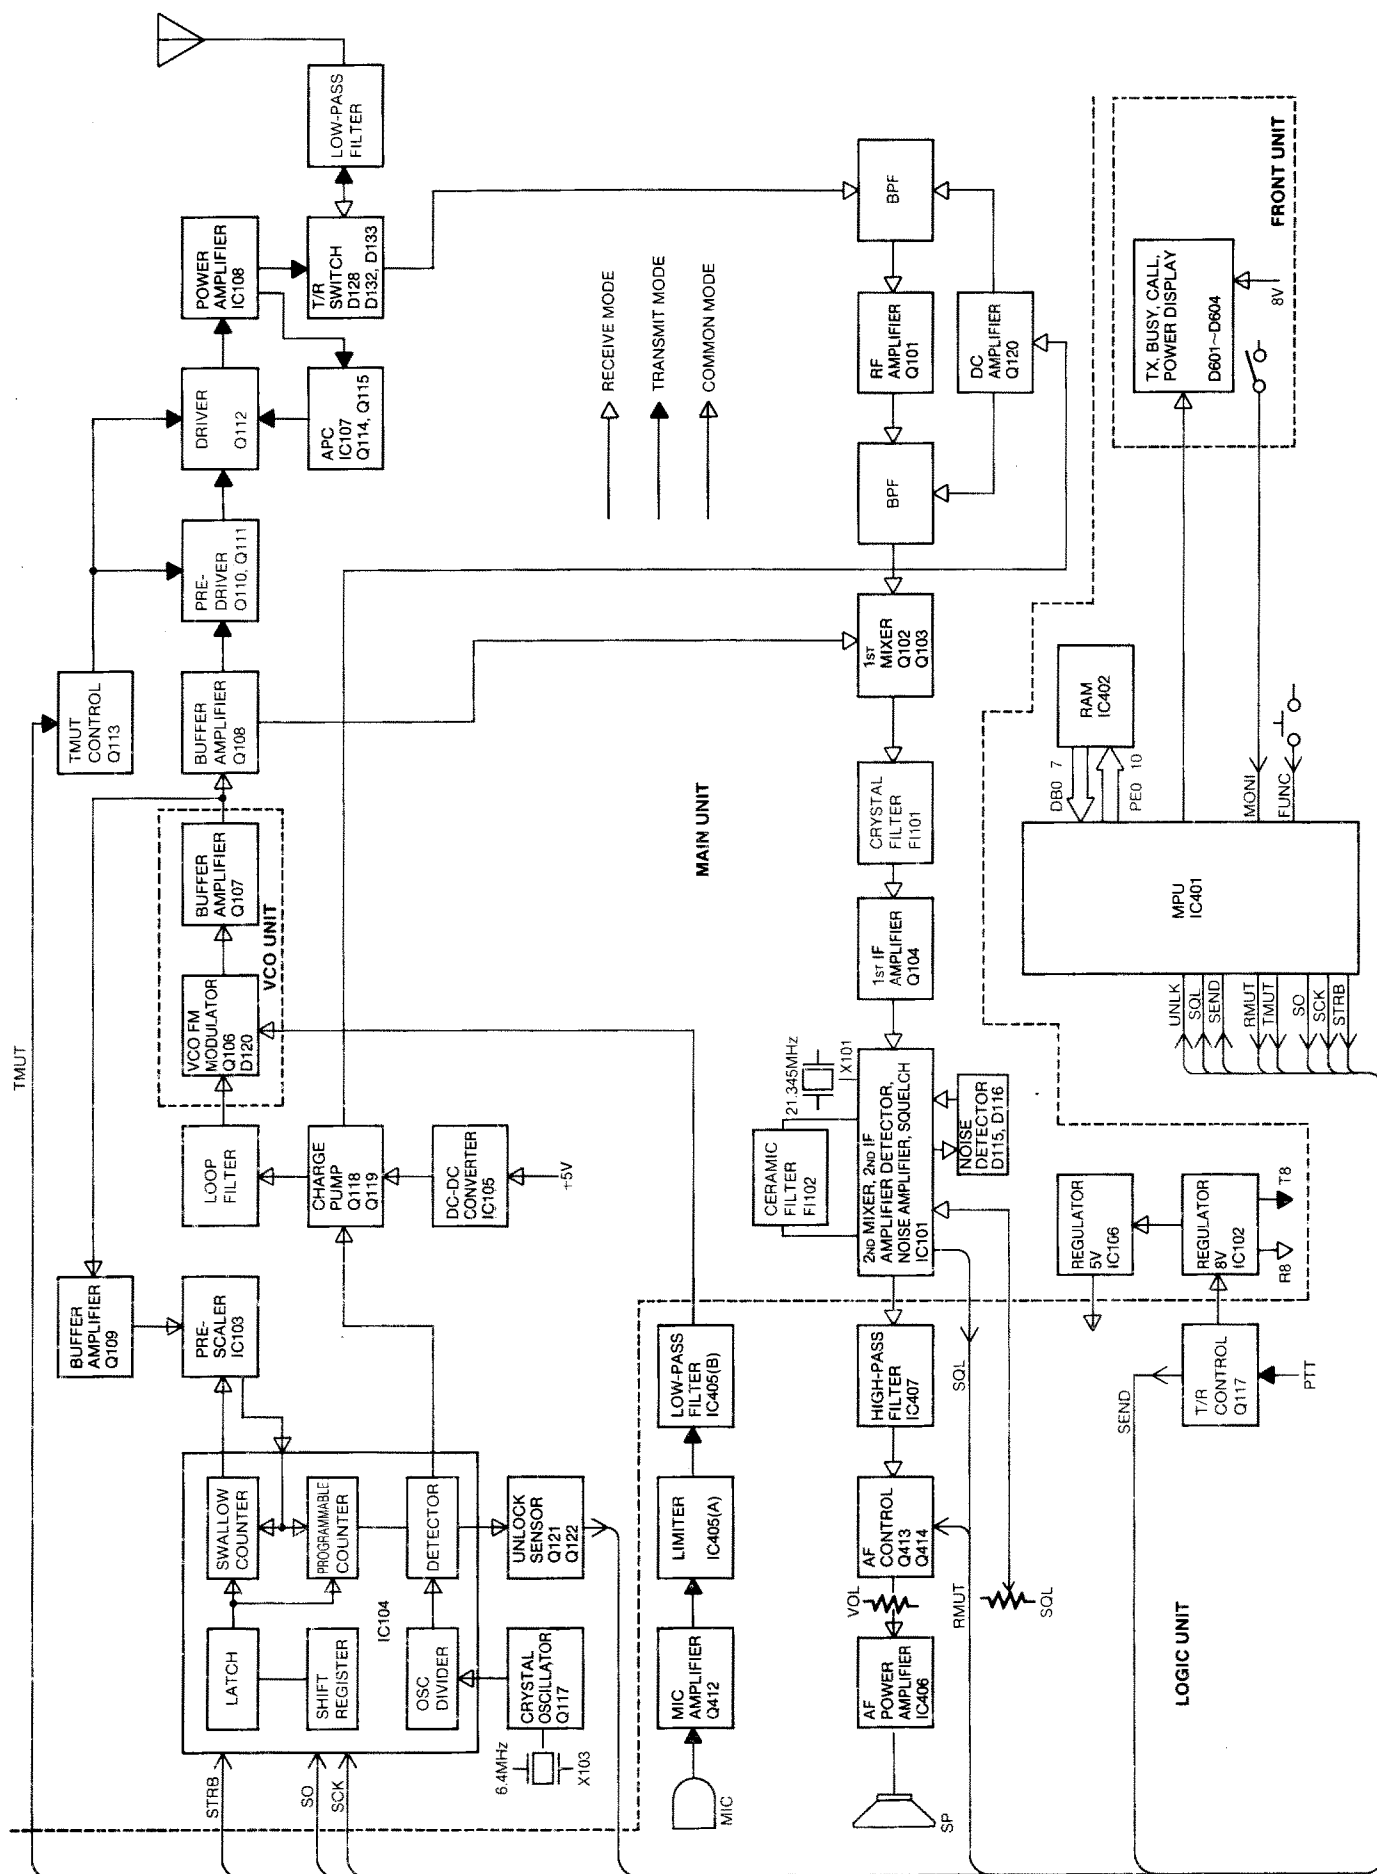 TMUT
TMUT
CONTROL
Q113
LOW-PASS
FILTER
POWER
AMPLIFIER
IC108
T/R
SWITCH
D128
D132, D133
DRIVER
Q112
APC
IC107
Q114, Q115
PRE-
DRIVER
Q110, Q111
BUFFER
AMPLIFIER
Q108
BUFFER
AMPLIFIER
Q107
VCO FM
MODULATOR
Q106
D120
VCO UNIT
LOOP
FILTER
CHARGE
PUMP
Q118
Q119
DC-DC
CONVERTER
IC105
+5V
BUFFER
AMPLIFIER
Q109
PRE-
SCALER
IC103
SWALLOW
COUNTER
PROGRAMMABLE
COUNTER
DETECTOR
LATCH
SHIFT
REGISTER
OSC
DIVIDER
IC104
UNLOCK
SENSOR
Q121
Q122
CRYSTAL
OSCILLATOR
Q117
6.4MHz
X103
STRB
SO
SCK
RECEIVE MODE
TRANSMIT MODE
COMMON MODE
MAIN UNIT
MIC
MIC
AMPLIFIER
Q412
LIMITER
IC405(A)
LOW-PASS
FILTER
IC405(B)
BPF
RF
AMPLIFIER
Q101
DC
AMPLIFIER
Q120
BPF
1ST
MIXER
Q102
Q103
CRYSTAL
FILTER
FI101
1ST IF
AMPLIFIER
Q104
21.345MHz
X101
CERAMIC
FILTER
FI102
2ND MIXER, 2ND IF
AMPLIFIER DETECTOR,
NOISE AMPLIFIER, SQUELCH
IC101
NOISE
DETECTOR
D115, D116
HIGH-PASS
FILTER
IC407
AF
CONTROL
Q413
Q414
VOL
AF
POWER
AMPLIFIER
IC406
SP
SQL
RMUT
SQL
REGULATOR
5V
IC106
REGULATOR
8V
IC102
R8
T8
T/R
CONTROL
Q117
PTT
SEND
LOGIC UNIT
RAM
IC402
DB0 7
PE0 10
MONI
FUNC
MPU
IC401
UNLK
SQL
SEND
RMUT
TMUT
SO
SCK
STRB
TX, BUSY, CALL,
POWER DISPLAY
D601~D604
8V
FRONT UNIT